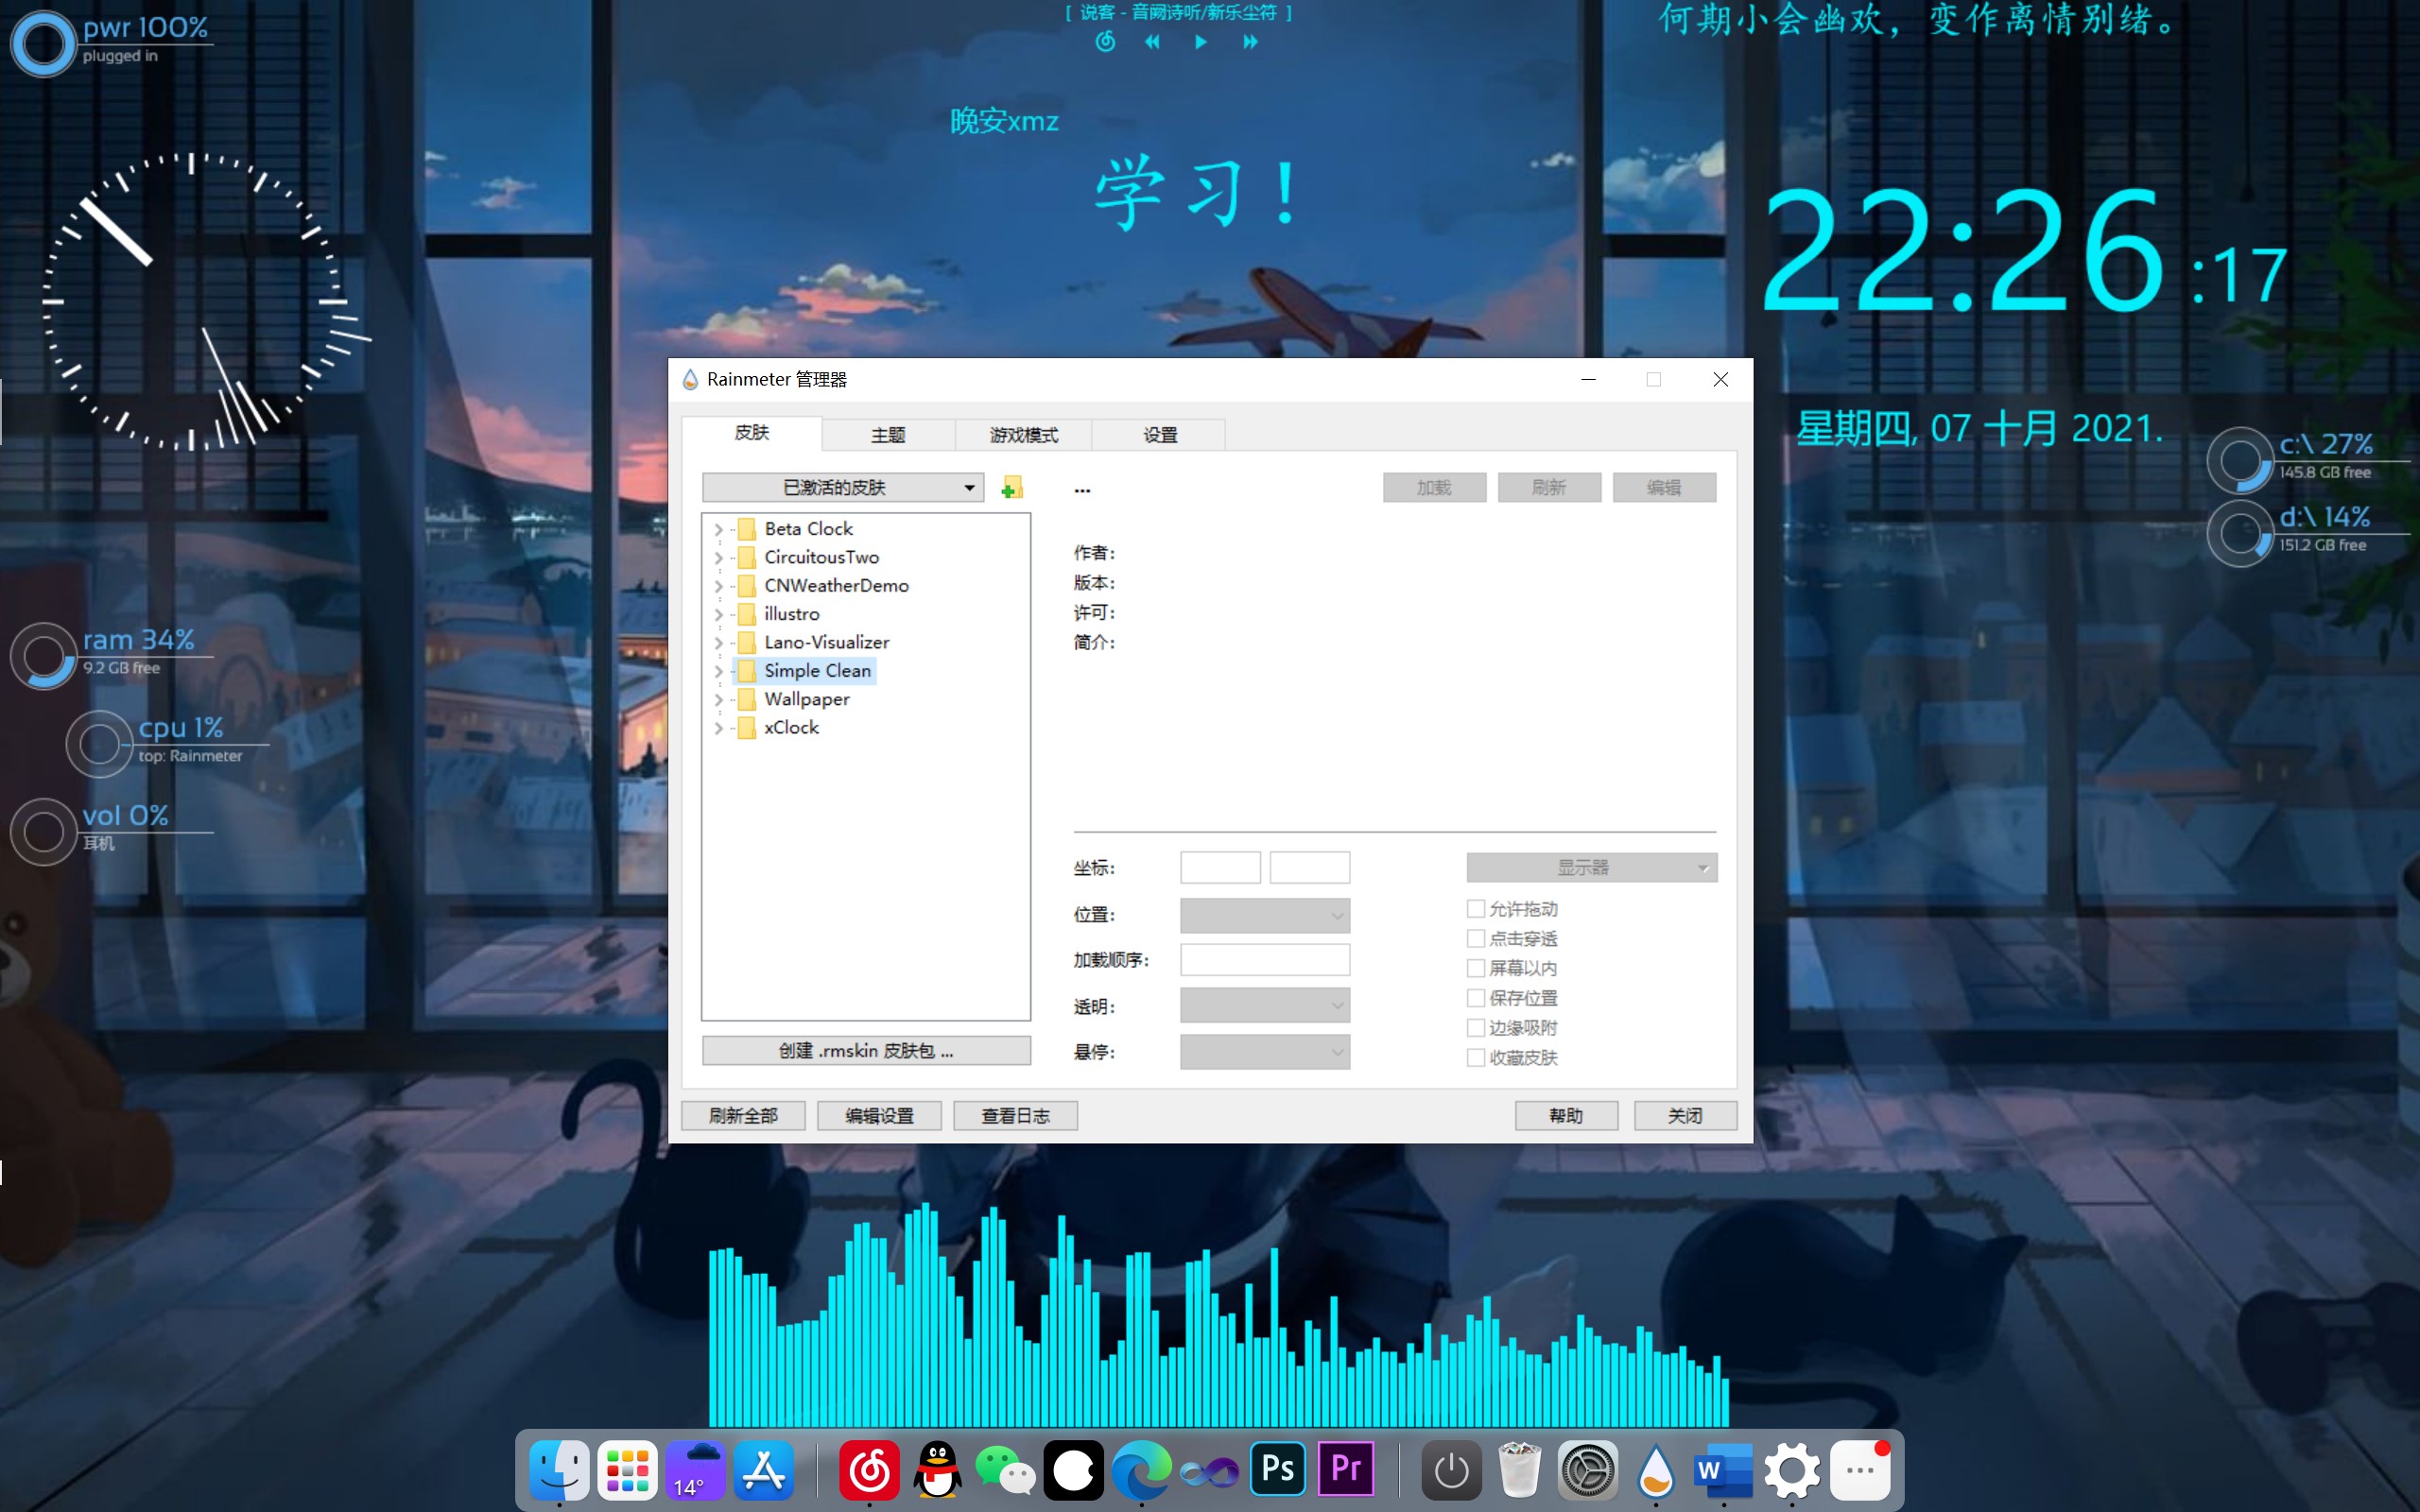 pwr 100%
plugged in
[ 说客 - 音阙诗听/新乐尘符 ]
何期小会幽欢，变作离情别绪。
晚安xmz
学习！
22:26:17
星期四, 07 十月 2021.
c:\ 27%
145.8 GB free
d:\ 14%
151.2 GB free
ram 34%
9.2 GB free
cpu 1%
top: Rainmeter
vol 0%
耳机
Rainmeter 管理器
皮肤 主题 游戏模式 设置
已激活的皮肤 ... 加载 刷新 编辑
Beta Clock
CircuitousTwo
CNWeatherDemo
illustro
Lano-Visualizer
Simple Clean
Wallpaper
xClock
作者:
版本:
许可:
简介:
坐标: 显示器
位置:
加载顺序:
透明:
悬停:
允许拖动
点击穿透
屏幕以内
保存位置
边缘吸附
收藏皮肤
创建 .rmskin 皮肤包 ...
刷新全部 编辑设置 查看日志 帮助 关闭
14° Ps Pr W